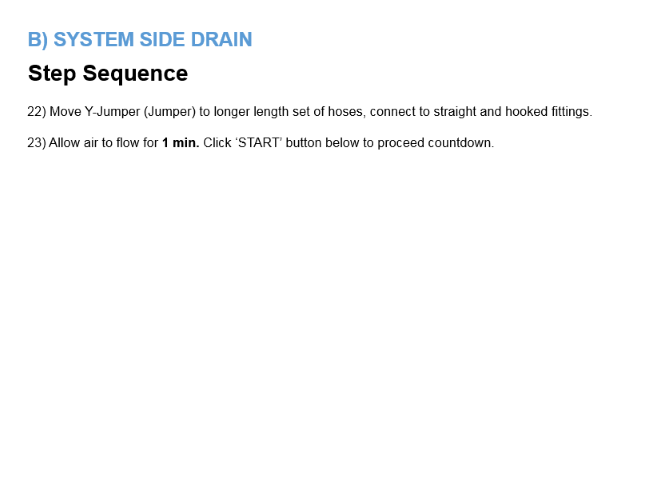 B) SYSTEM SIDE DRAIN
Step Sequence
22) Move Y-Jumper (Jumper) to longer length set of hoses, connect to straight and hooked fittings.
23) Allow air to flow for 1 min. Click ‘START’ button below to proceed countdown.